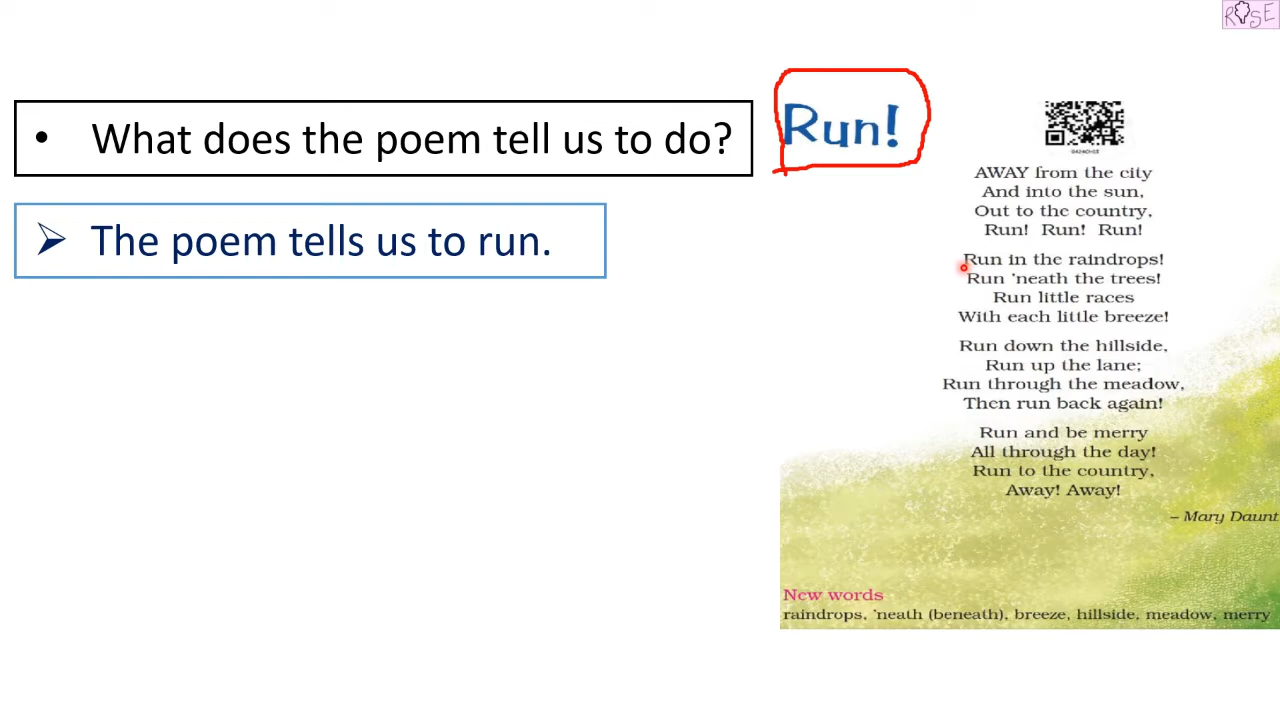 ROSE
• What does the poem tell us to do?
➢ The poem tells us to run.
Run!
0424CH03
AWAY from the city
And into the sun,
Out to the country,
Run! Run! Run!
Run in the raindrops!
Run ’neath the trees!
Run little races
With each little breeze!
Run down the hillside,
Run up the lane;
Run through the meadow,
Then run back again!
Run and be merry
All through the day!
Run to the country,
Away! Away!
– Mary Daunt
New words
raindrops, ’neath (beneath), breeze, hillside, meadow, merry